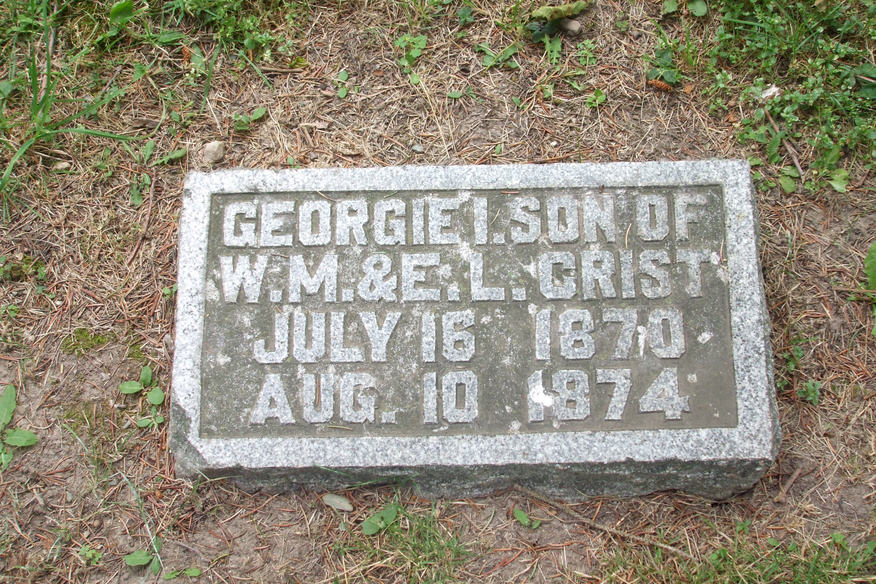 GEORGIE I. SON OF
W. M. & E. L. CRIST
JULY 16 1870
AUG. 10 1874